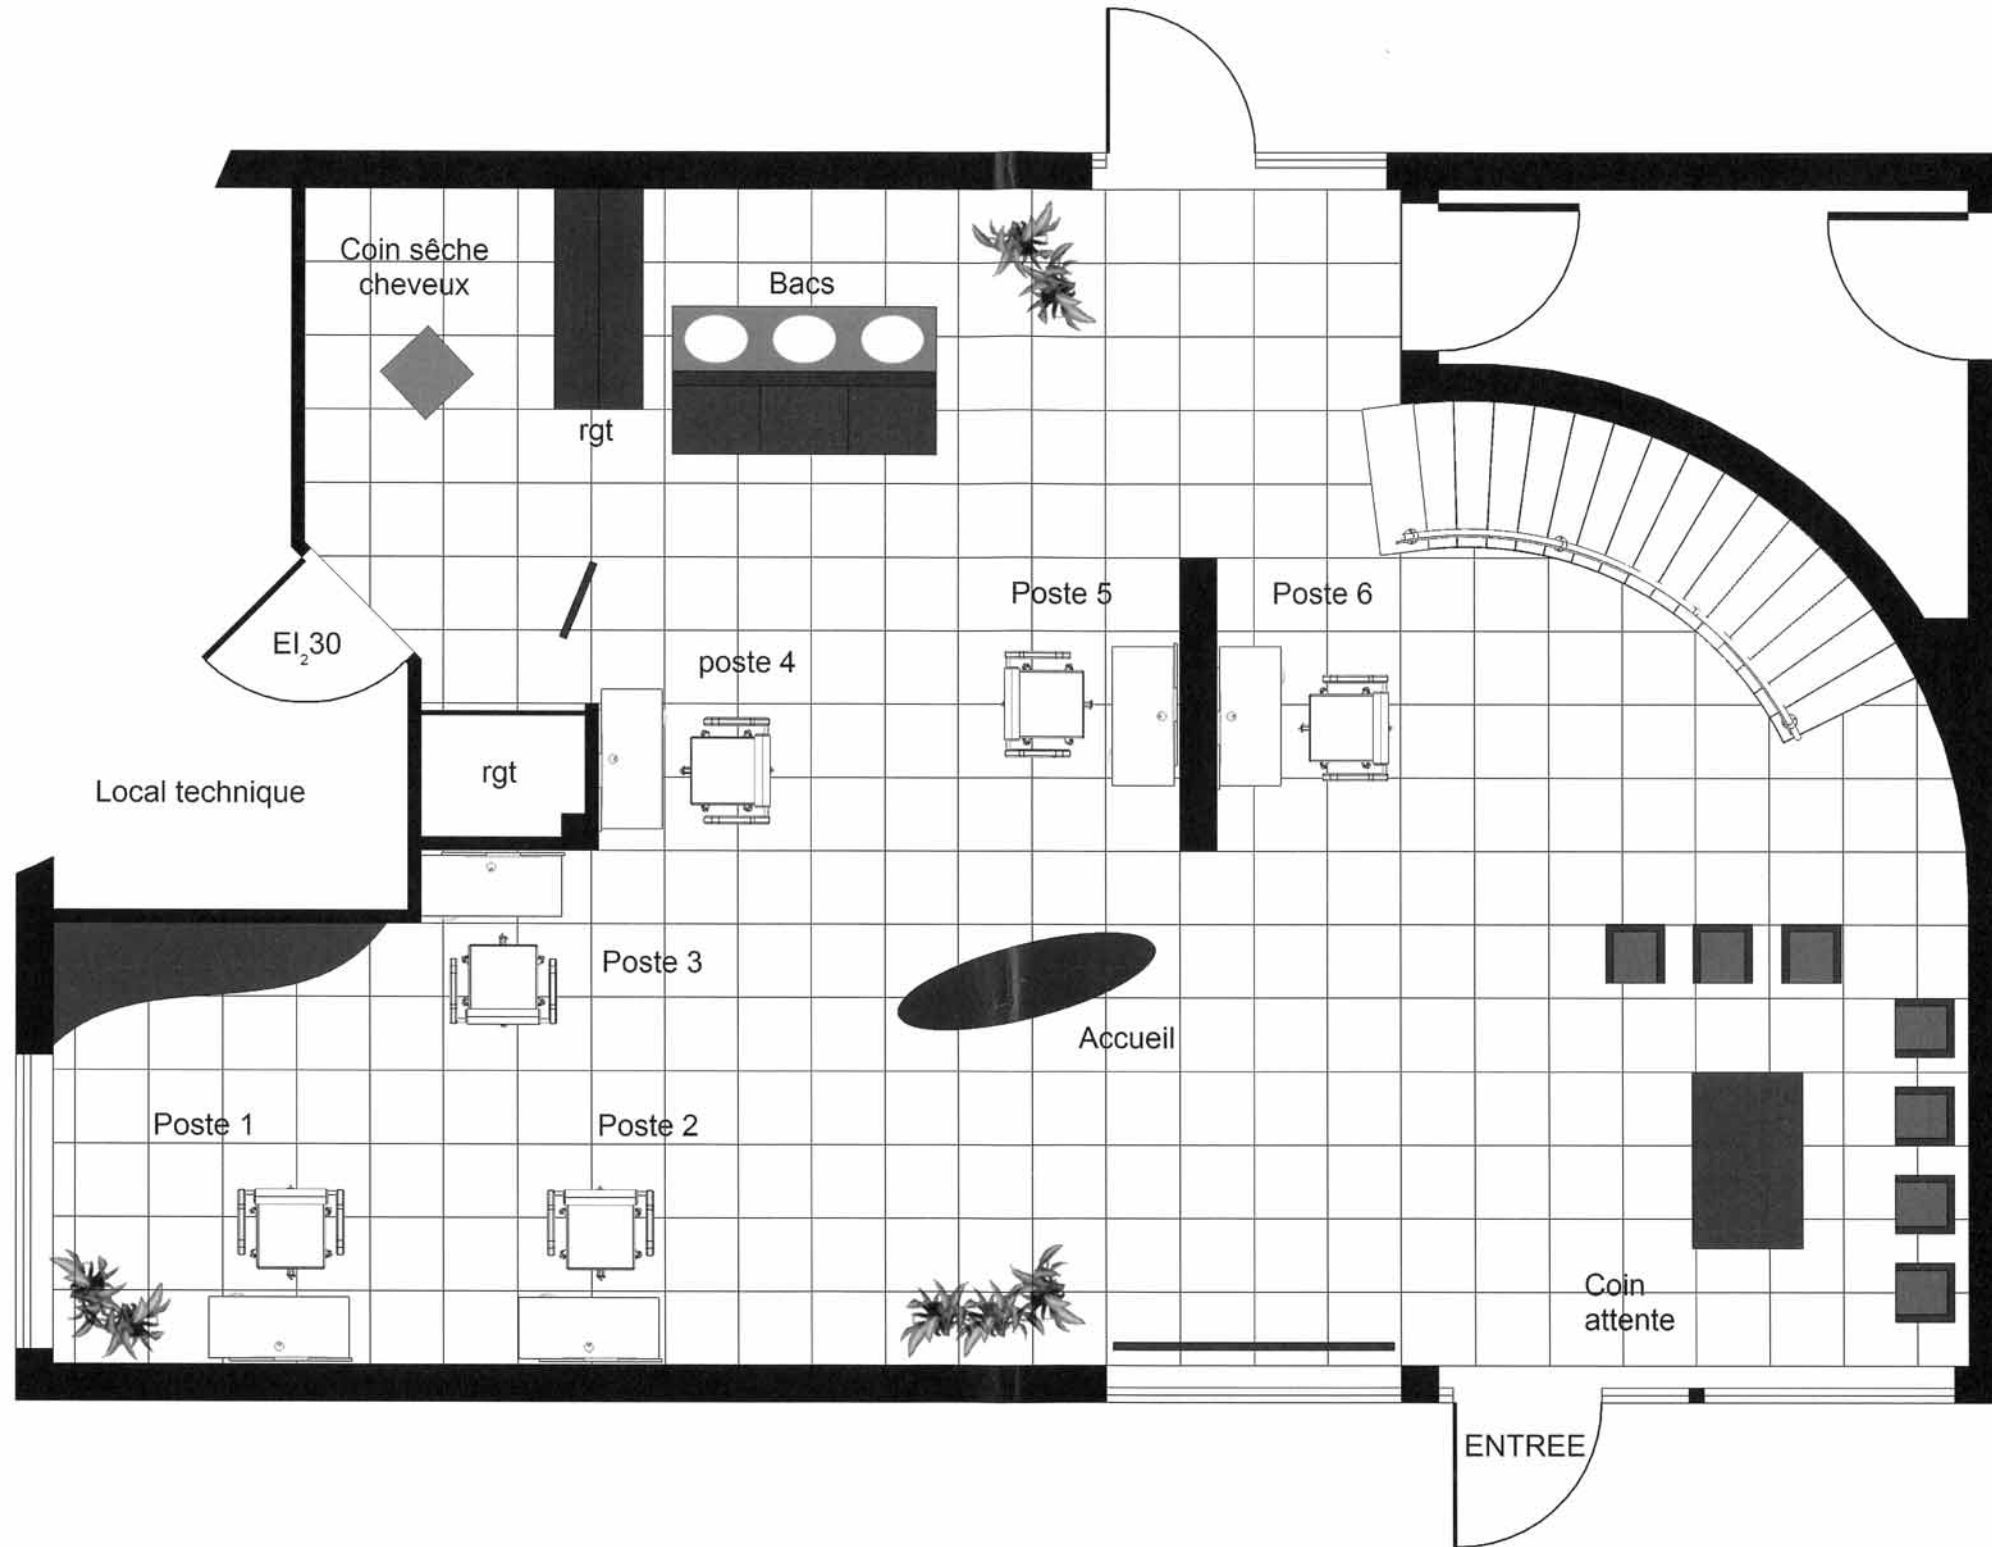 Coin sêche
cheveux
Bacs
rgt
Poste 5
Poste 6
EI₂30
poste 4
rgt
Local technique
Poste 3
Accueil
Poste 1
Poste 2
Coin
attente
ENTREE